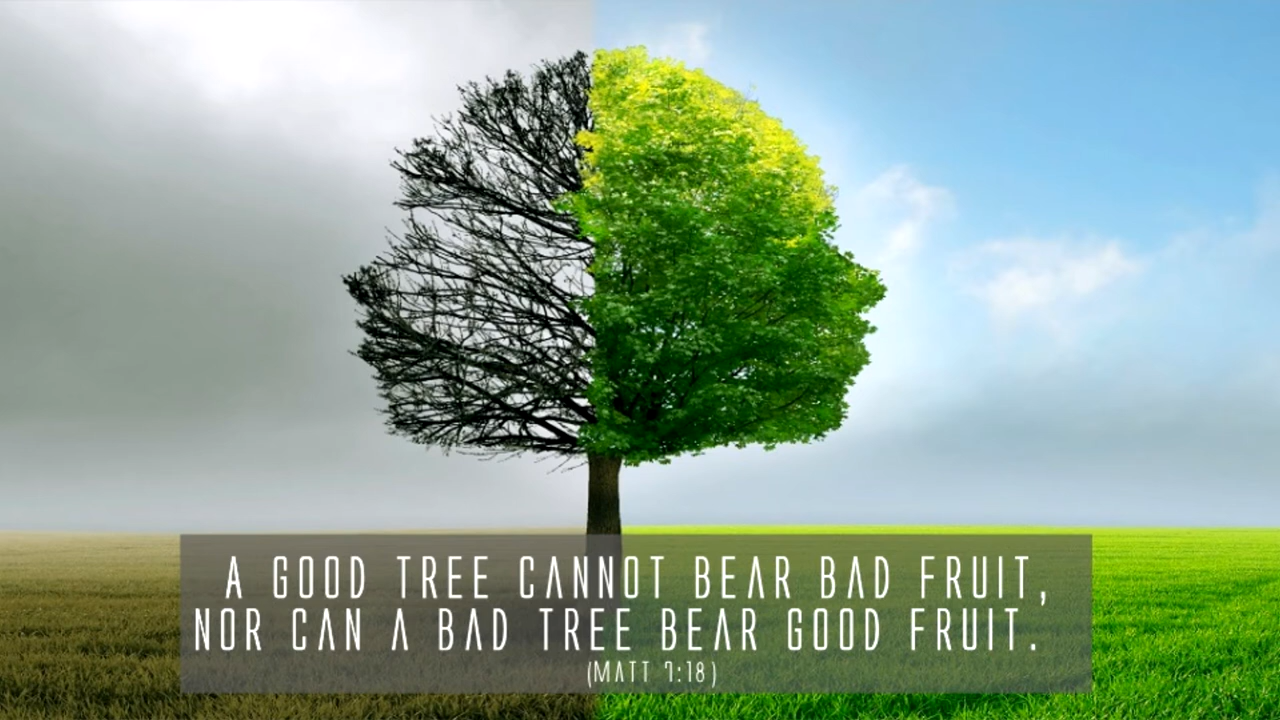 A GOOD TREE CANNOT BEAR BAD FRUIT,
NOR CAN A BAD TREE BEAR GOOD FRUIT.
(MATT 7:18)